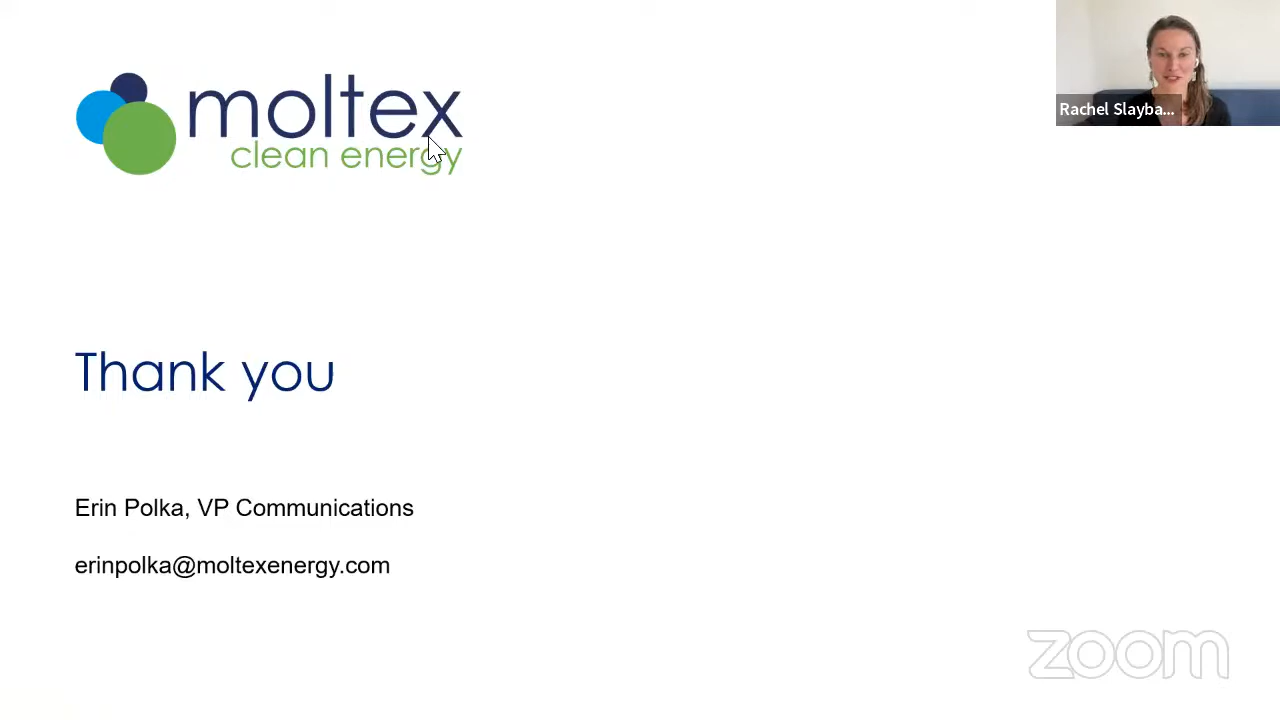 moltex
clean energy
Rachel Slayba...
Thank you
Erin Polka, VP Communications
erinpolka@moltexenergy.com
zoom